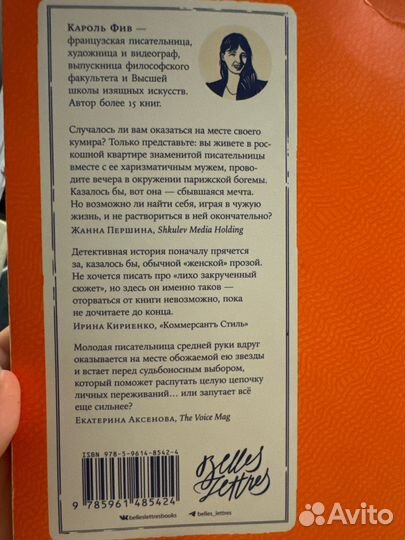 Кароль Фив —
французская писательница,
художница и видеограф,
выпускница философского
факультета и Высшей
школы изящных искусств.
Автор более 15 книг.
Случалось ли вам оказаться на месте своего
кумира? Только представьте: вы живете в рос-
кошной квартире знаменитой писательницы
вместе с ее харизматичным мужем, прово-
дите вечера в окружении парижской богемы.
Казалось бы, вот она — сбывшаяся мечта.
Но возможно ли найти себя, играя в чужую
жизнь, и не раствориться в ней окончательно?
Жанна Першина, Shkulev Media Holding
Детективная история поначалу прячется
за, казалось бы, обычной «женской» прозой.
Не хочется писать про «лихо закрученный
сюжет», но здесь он именно таков —
оторваться от книги невозможно, пока
не дочитаете до конца.
Ирина Кириенко, «Коммерсантъ Стиль»
Молодая писательница средней руки вдруг
оказывается на месте обожаемой ею звезды
и встает перед судьбоносным выбором,
который поможет распутать целую цепочку
личных переживаний... или запутает всё
еще сильнее?
Екатерина Аксенова, The Voice Mag
ISBN 978-5-9614-8542-4
9 785961 485424
Belles
Lettres
belleslettresbooks
belles_lettres
Avito